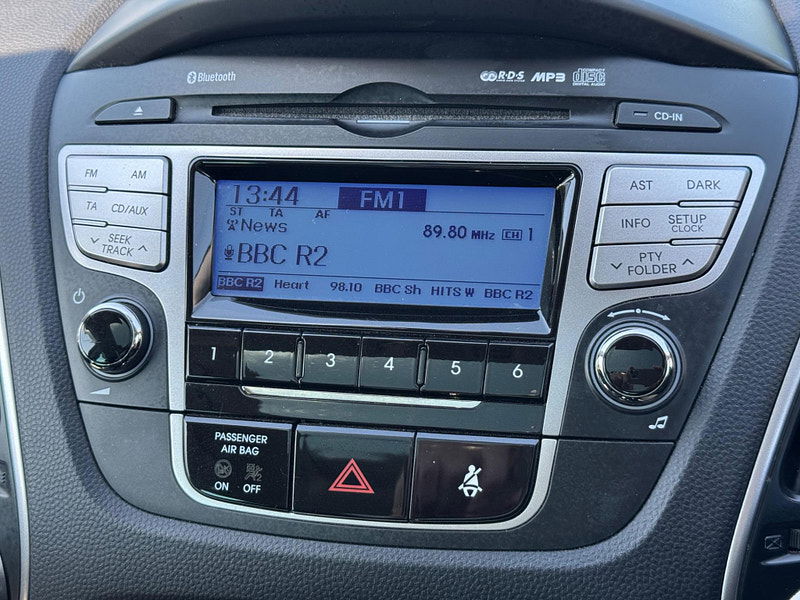 Bluetooth
R·D·S MP3 COMPACT disc DIGITAL AUDIO
CD-IN
FM AM
TA CD/AUX
SEEK
TRACK
AST DARK
INFO SETUP
CLOCK
PTY
FOLDER
13:44 FM1
ST TA AF
News 89.80 MHz CH 1
BBC R2
BBC R2 Heart 98.10 BBC Sh HITS W BBC R2
1 2 3 4 5 6
PASSENGER
AIR BAG
ON OFF